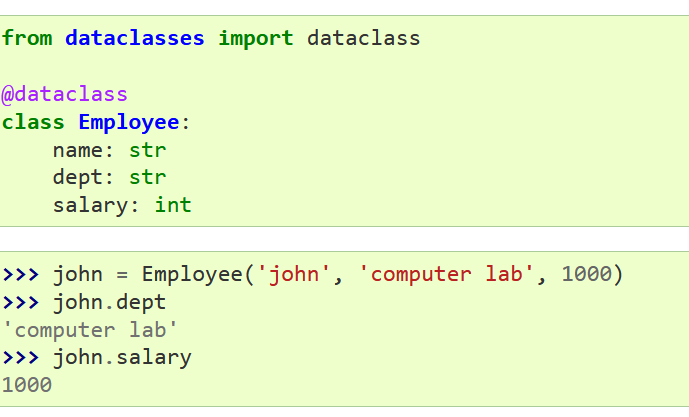 from dataclasses import dataclass
@dataclass
class Employee:
    name: str
    dept: str
    salary: int
>>> john = Employee('john', 'computer lab', 1000)
>>> john.dept
'computer lab'
>>> john.salary
1000